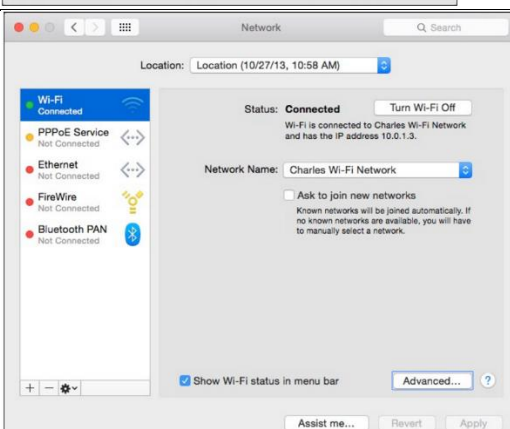 Network
Search
Location: Location (10/27/13, 10:58 AM)
Wi-Fi
Connected
PPPoE Service
Not Connected
Ethernet
Not Connected
FireWire
Not Connected
Bluetooth PAN
Not Connected
Status: Connected
Turn Wi-Fi Off
Wi-Fi is connected to Charles Wi-Fi Network
and has the IP address 10.0.1.3.
Network Name: Charles Wi-Fi Network
Ask to join new networks
Known networks will be joined automatically. If
no known networks are available, you will have
to manually select a network.
Show Wi-Fi status in menu bar
Advanced... ?
Assist me... Revert Apply